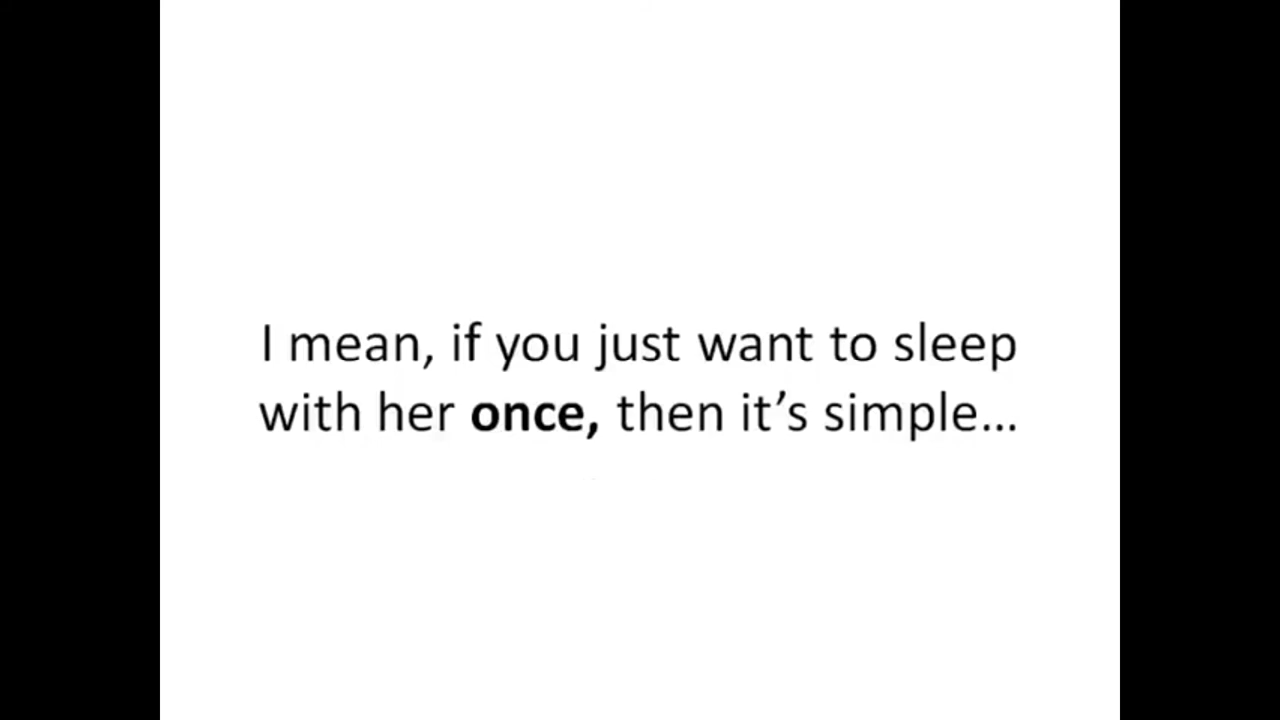 I mean, if you just want to sleep
with her once, then it’s simple…